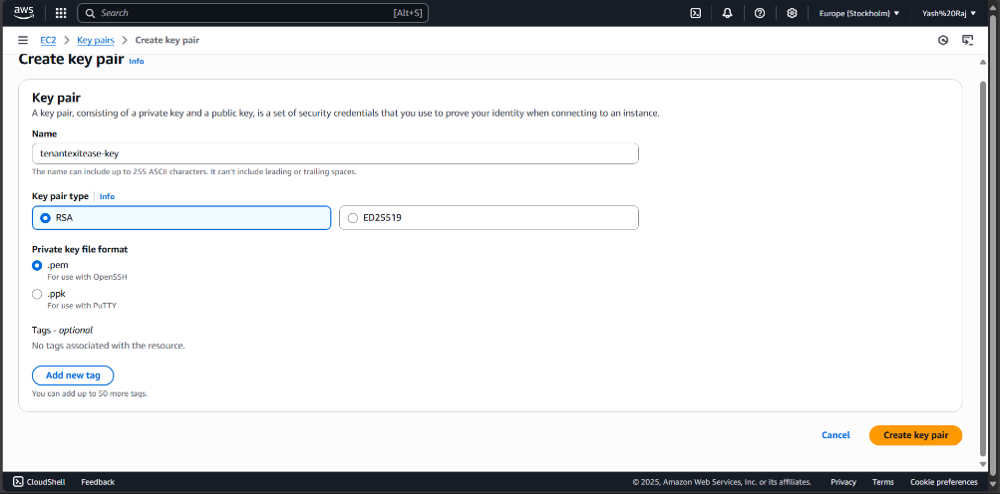 aws
Search [Alt+S]
Europe (Stockholm) ▼ Yash%20Raj ▼
EC2 > Key pairs > Create key pair
Create key pair Info
Key pair
A key pair, consisting of a private key and a public key, is a set of security credentials that you use to prove your identity when connecting to an instance.
Name
tenantexitease-key
The name can include up to 255 ASCII characters. It can't include leading or trailing spaces.
Key pair type | Info
RSA ED25519
Private key file format
.pem
For use with OpenSSH
.ppk
For use with PuTTY
Tags - optional
No tags associated with the resource.
Add new tag
You can add up to 50 more tags.
Cancel Create key pair
CloudShell Feedback © 2025, Amazon Web Services, Inc. or its affiliates. Privacy Terms Cookie preferences